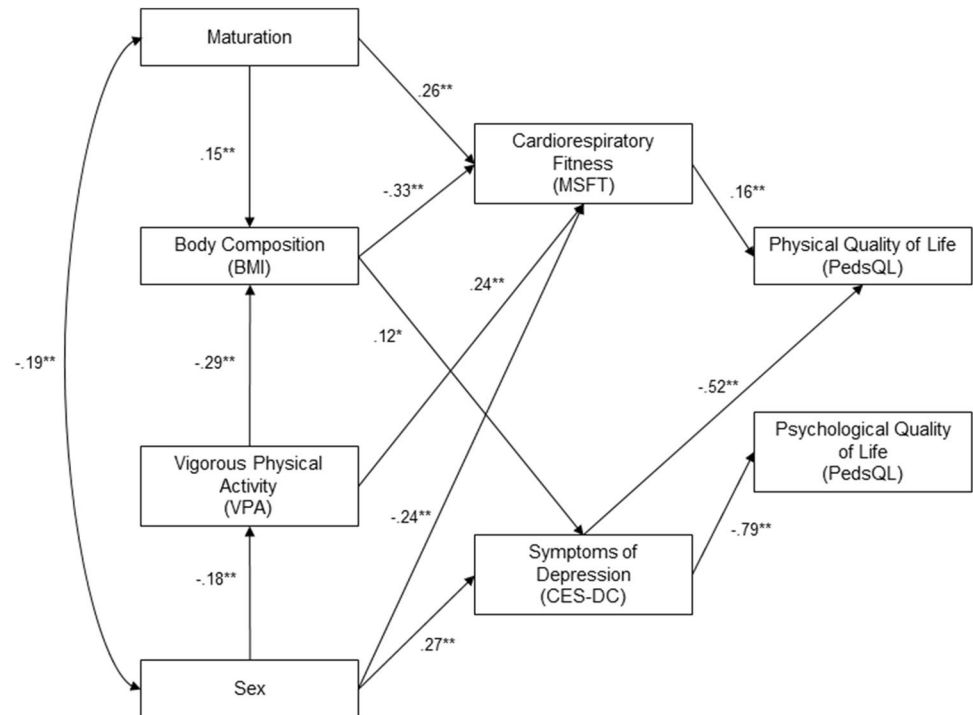 Maturation
.26**
Cardiorespiratory
Fitness
(MSFT)
.15**
-.33**
.16**
Body Composition
(BMI)
Physical Quality of Life
(PedsQL)
.24**
.12*
-.19**
-.29**
-.52**
Psychological Quality
of Life
(PedsQL)
Vigorous Physical
Activity
(VPA)
-.24**
-.79**
Symptoms of
Depression
(CES-DC)
-.18**
.27**
Sex